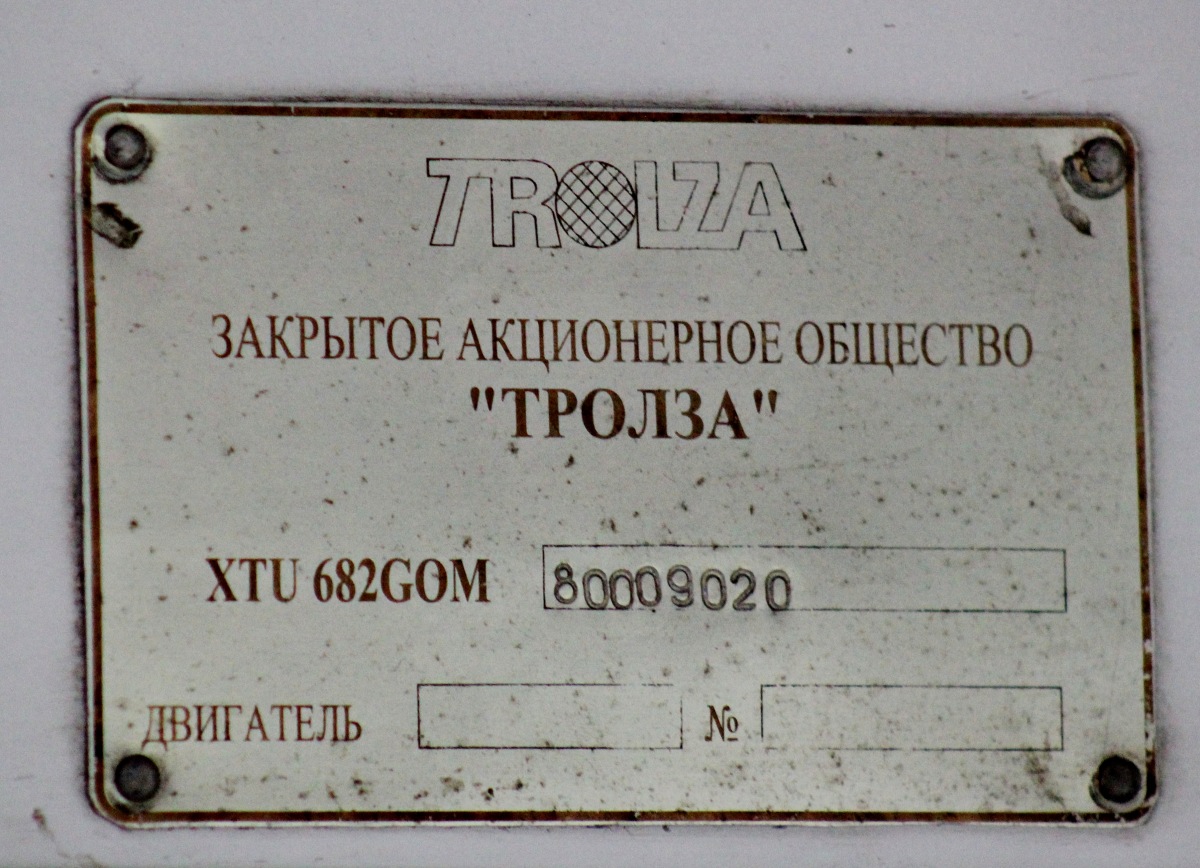 TROLZA
ЗАКРЫТОЕ АКЦИОНЕРНОЕ ОБЩЕСТВО
"ТРОЛЗА"
XTU 682GOM 80009020
ДВИГАТЕЛЬ №